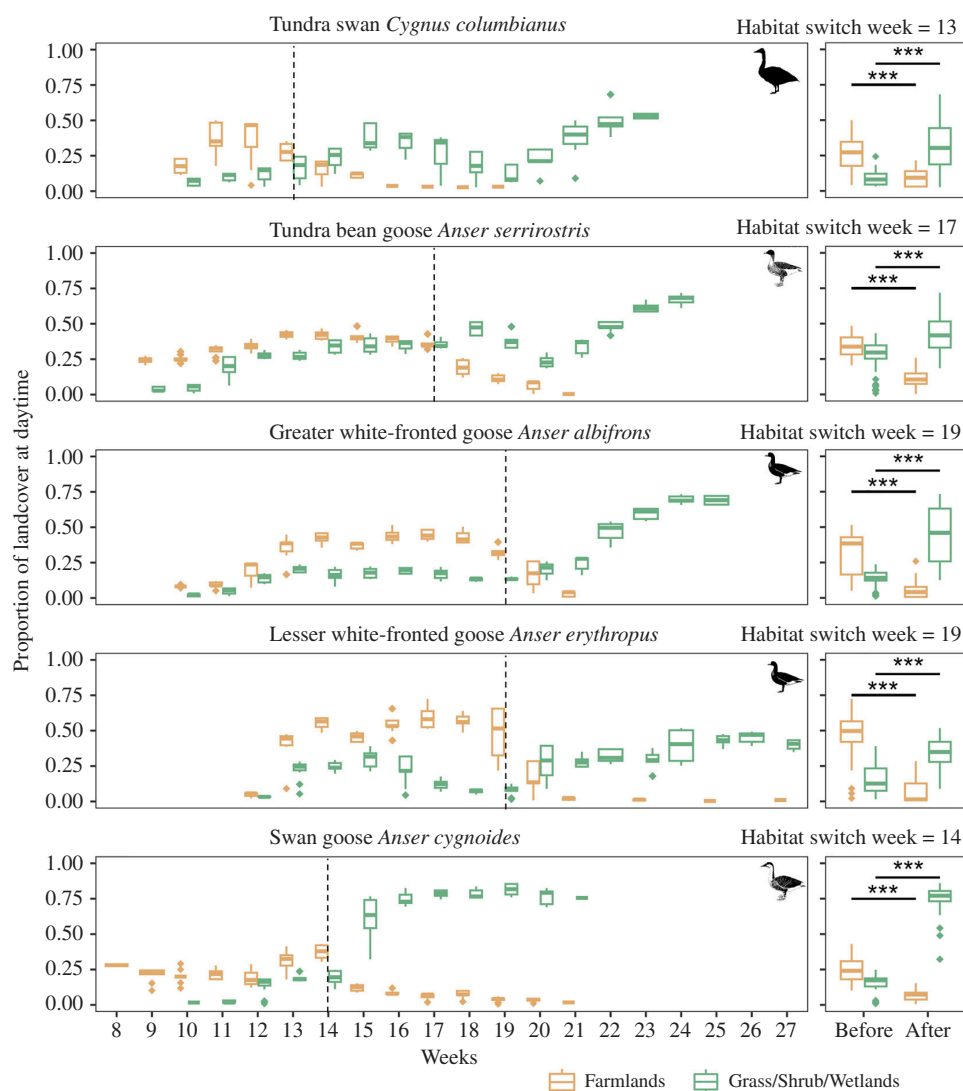 Tundra swan Cygnus columbianus
Habitat switch week = 13
1.00
0.75
0.50
0.25
0.00
***
***
Tundra bean goose Anser serrirostris
Habitat switch week = 17
1.00
0.75
0.50
0.25
0.00
***
***
Greater white-fronted goose Anser albifrons
Habitat switch week = 19
1.00
0.75
0.50
0.25
0.00
***
***
Lesser white-fronted goose Anser erythropus
Habitat switch week = 19
1.00
0.75
0.50
0.25
0.00
***
***
Swan goose Anser cygnoides
Habitat switch week = 14
1.00
0.75
0.50
0.25
0.00
***
***
Proportion of landcover at daytime
8 9 10 11 12 13 14 15 16 17 18 19 20 21 22 23 24 25 26 27
Before After
Weeks
Farmlands Grass/Shrub/Wetlands